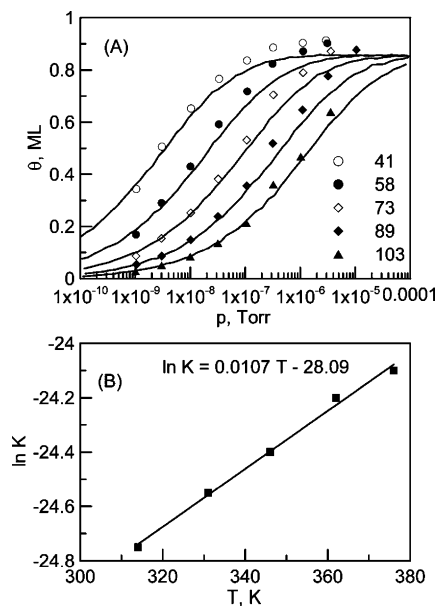 (A)
1
0.8
0.6
0.4
0.2
0
θ, ML
41
58
73
89
103
1x10⁻¹⁰ 1x10⁻⁹ 1x10⁻⁸ 1x10⁻⁷ 1x10⁻⁶ 1x10⁻⁵ 0.0001
p, Torr
(B)
ln K = 0.0107 T - 28.09
-24
-24.2
-24.4
-24.6
-24.8
ln K
300 320 340 360 380
T, K